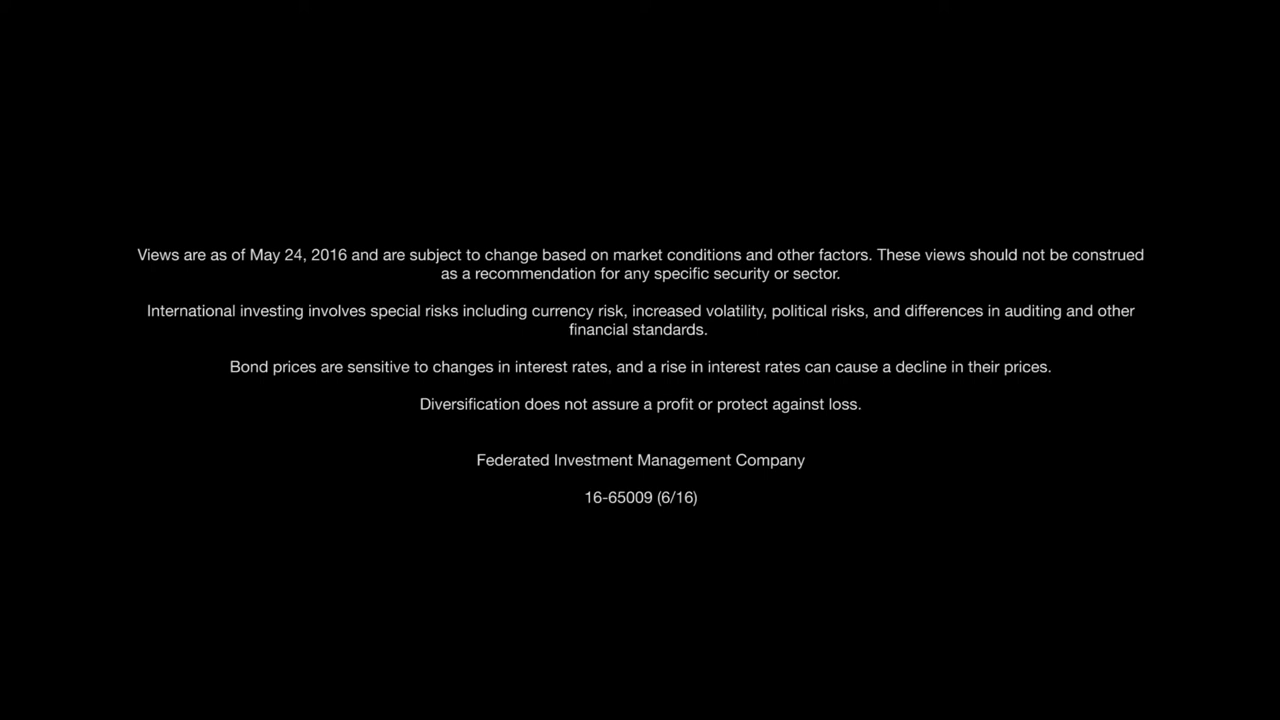 Views are as of May 24, 2016 and are subject to change based on market conditions and other factors. These views should not be construed
as a recommendation for any specific security or sector.
International investing involves special risks including currency risk, increased volatility, political risks, and differences in auditing and other
financial standards.
Bond prices are sensitive to changes in interest rates, and a rise in interest rates can cause a decline in their prices.
Diversification does not assure a profit or protect against loss.
Federated Investment Management Company
16-65009 (6/16)